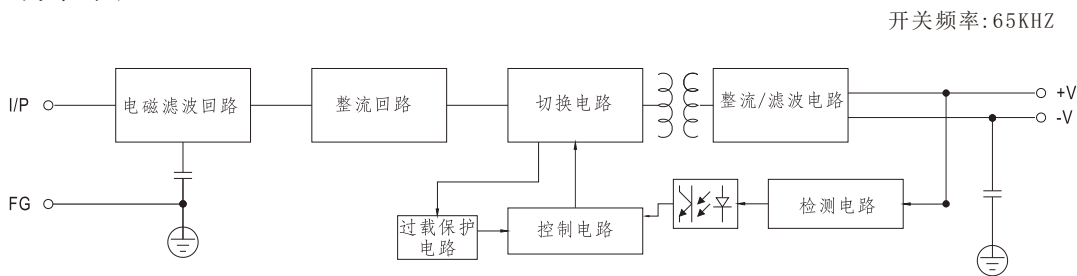 开关频率:65KHZ
I/P
电磁滤波回路
整流回路
切换电路
整流/滤波电路
+V
-V
FG
过载保护
电路
控制电路
检测电路